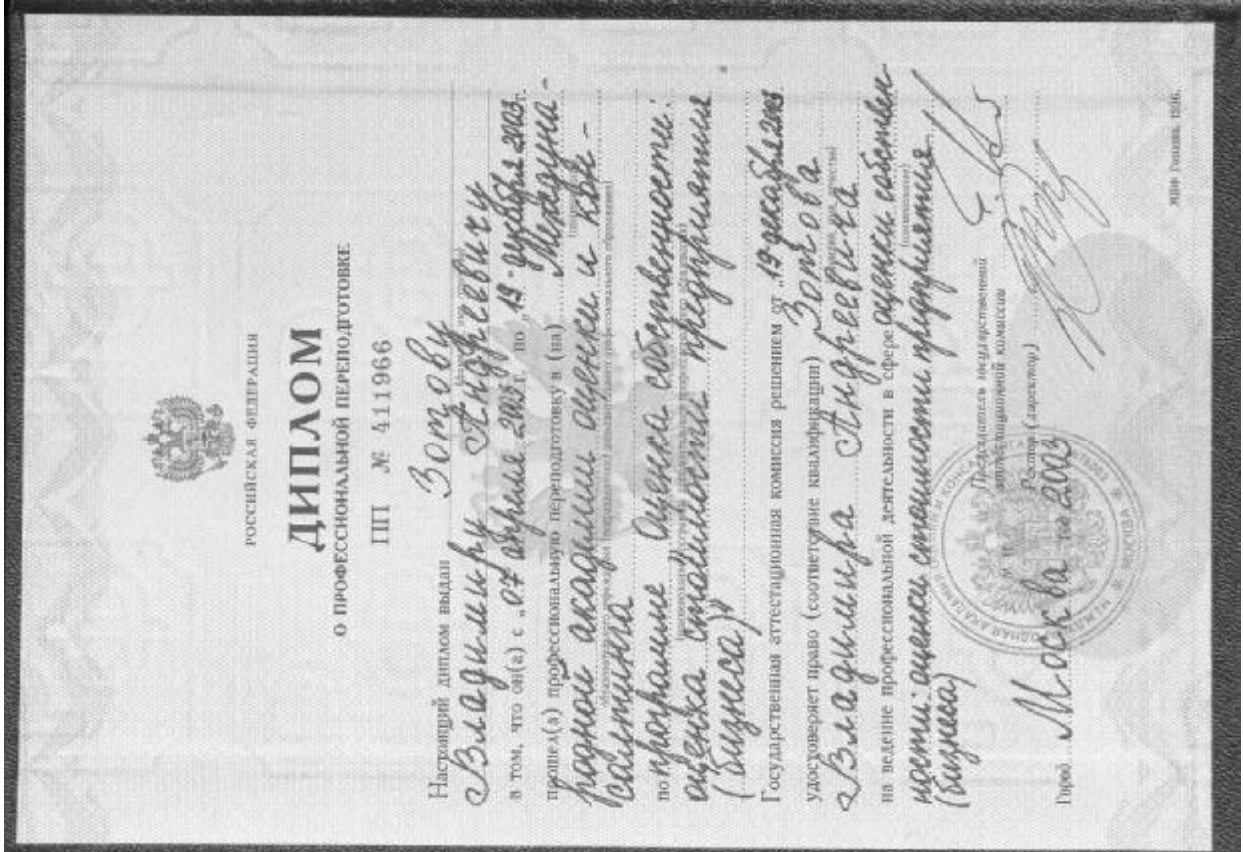 РОССИЙСКАЯ ФЕДЕРАЦИЯ
ДИПЛОМ
О ПРОФЕССИОНАЛЬНОЙ ПЕРЕПОДГОТОВКЕ
ПП № 411966
Настоящий диплом выдан Зотову
Владимиру Андреевичу
в том, что он(а) с „07 апреля 2003г. по „19 декабря 2003г.
прошел(а) профессиональную переподготовку в (на) Междуна-
родной академии оценки и кон-
салтинга
по программе Оценка собственности:
оценка стоимости предприятия
(бизнеса)
Государственная аттестационная комиссия решением от „19 декабря 2003
удостоверяет право (соответствие квалификации) Зотова
Владимира Андреевича
на ведение профессиональной деятельности в сфере оценки собствен-
ности: оценки стоимости предприятия
(бизнеса)
Председатель государственной
аттестационной комиссии
Ректор (директор)
Город Москва год 2003
МОСКВА